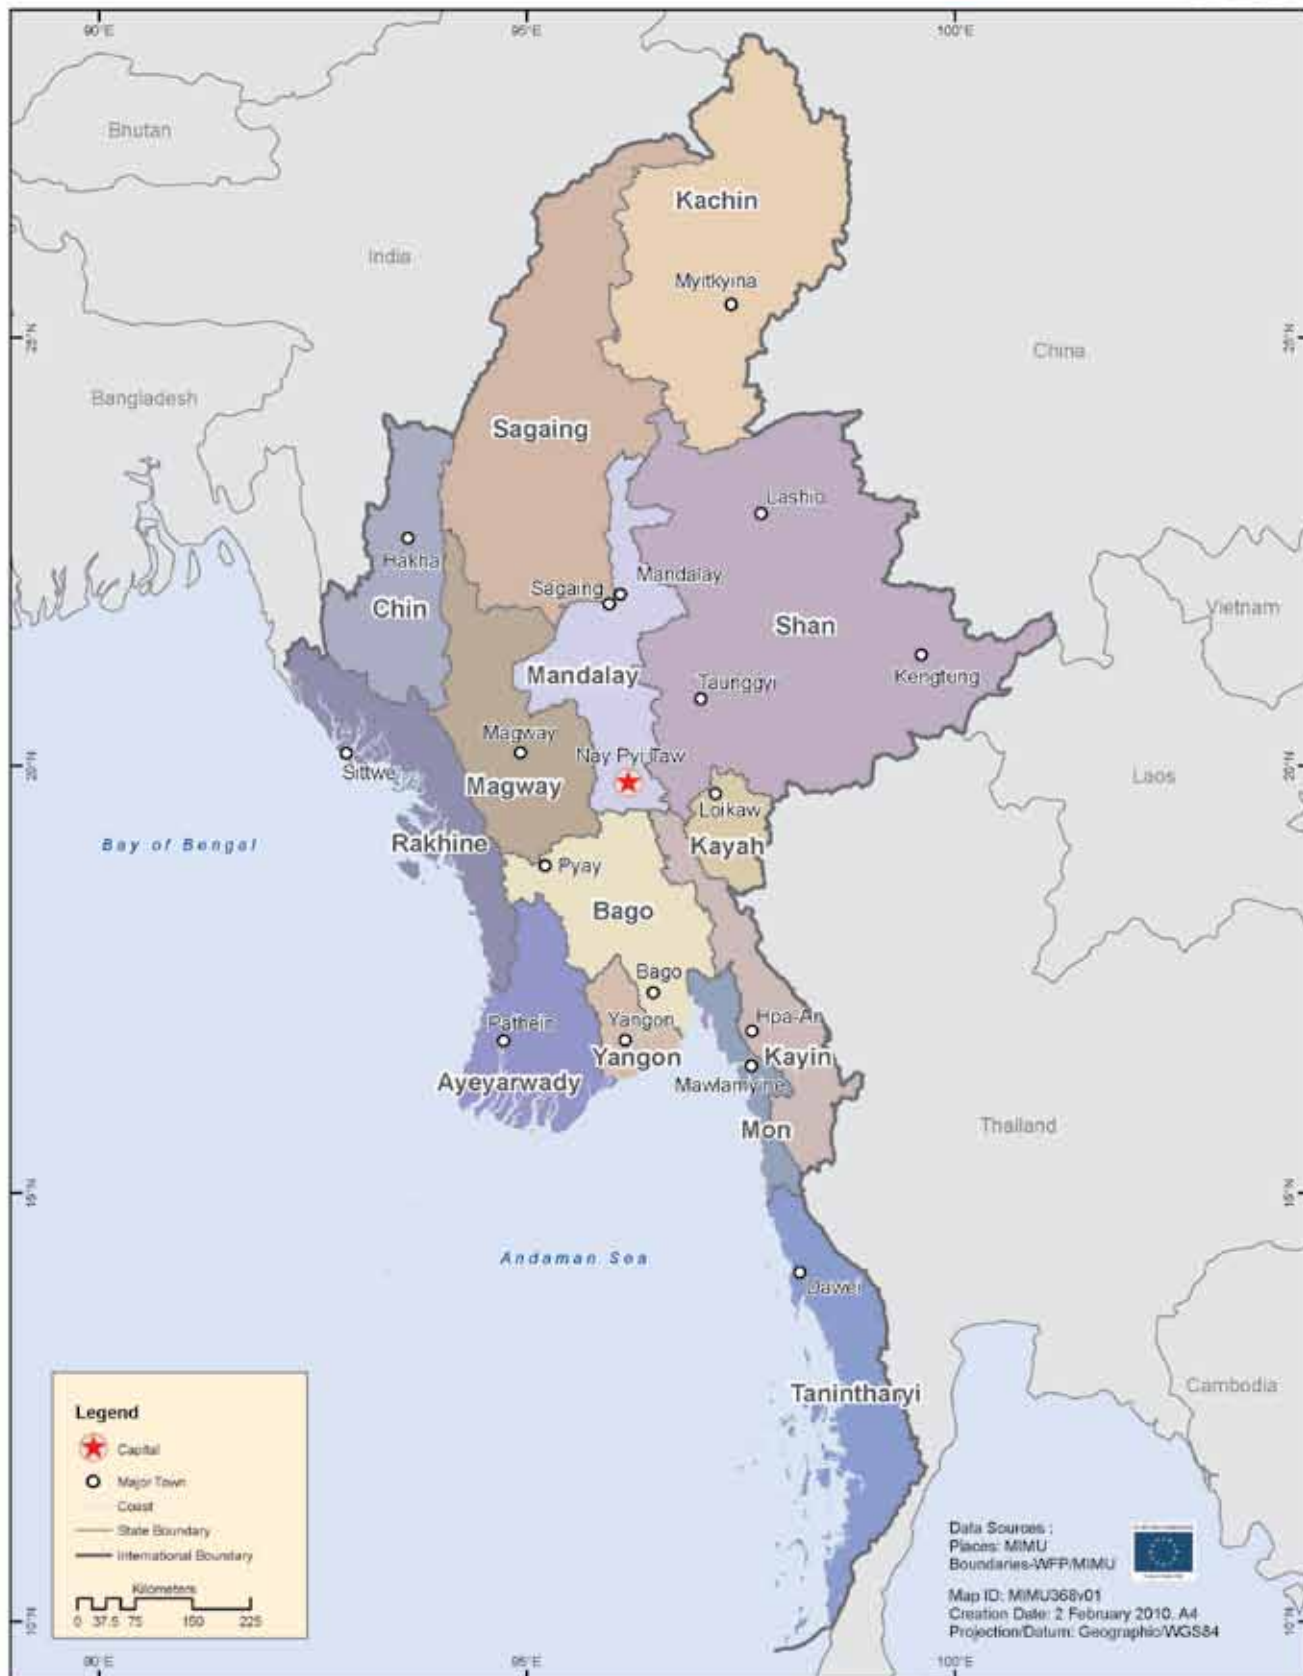 90°E 95°E 100°E
Bhutan
Kachin
India
Myitkyina
25°N
25°N
China
Bangladesh
Sagaing
Lashio
Hakha
Mandalay
Sagaing
Chin
Vietnam
Shan
Mandalay
Kengtung
Taunggyi
Magway
Nay Pyi Taw
20°N
Sittwe
20°N
Laos
Magway
Loikaw
Rakhine
Kayah
Bay of Bengal
Pyay
Bago
Bago
Pathein
Yangon
Hpa-An
Yangon
Kayin
Ayeyarwady
Mawlamyine
Mon
Thailand
15°N
15°N
Andaman Sea
Dawei
Tanintharyi
Cambodia
Legend
Capital
Major Town
Coast
State Boundary
International Boundary
Kilometers
0 37.5 75 150 225
Data Sources :
Places: MIMU
Boundaries-WFP/MIMU
Map ID: MIMU368v01
Creation Date: 2 February 2010. A4
Projection/Datum: Geographic/WGS84
10°N
10°N
90°E 95°E 100°E